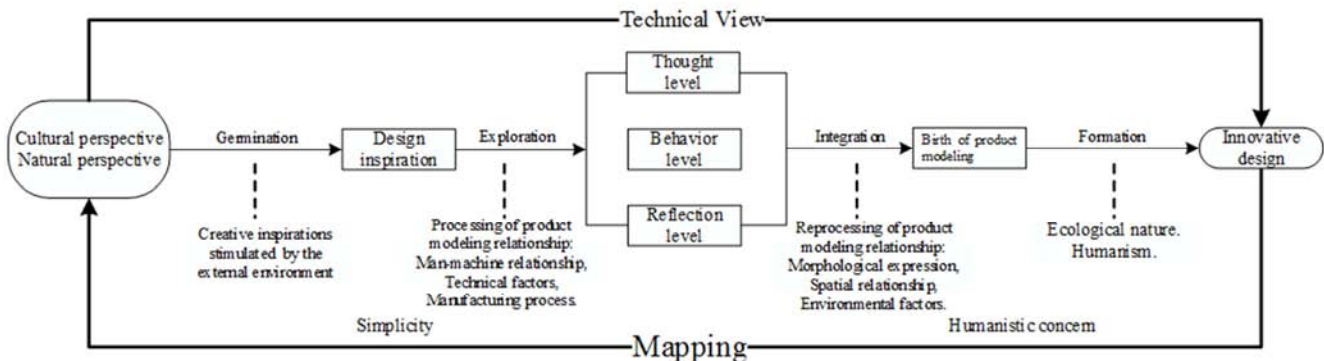 Technical View
Cultural perspective
Natural perspective
Germination
Creative inspirations
stimulated by the
external environment
Design
inspiration
Exploration
Processing of product
modeling relationship:
Man-machine relationship,
Technical factors,
Manufacturing process.
Thought
level
Behavior
level
Reflection
level
Integration
Reprocessing of product
modeling relationship:
Morphological expression,
Spatial relationship,
Environmental factors.
Birth of product
modeling
Formation
Ecological nature.
Humanism.
Innovative
design
Simplicity
Humanistic concern
Mapping